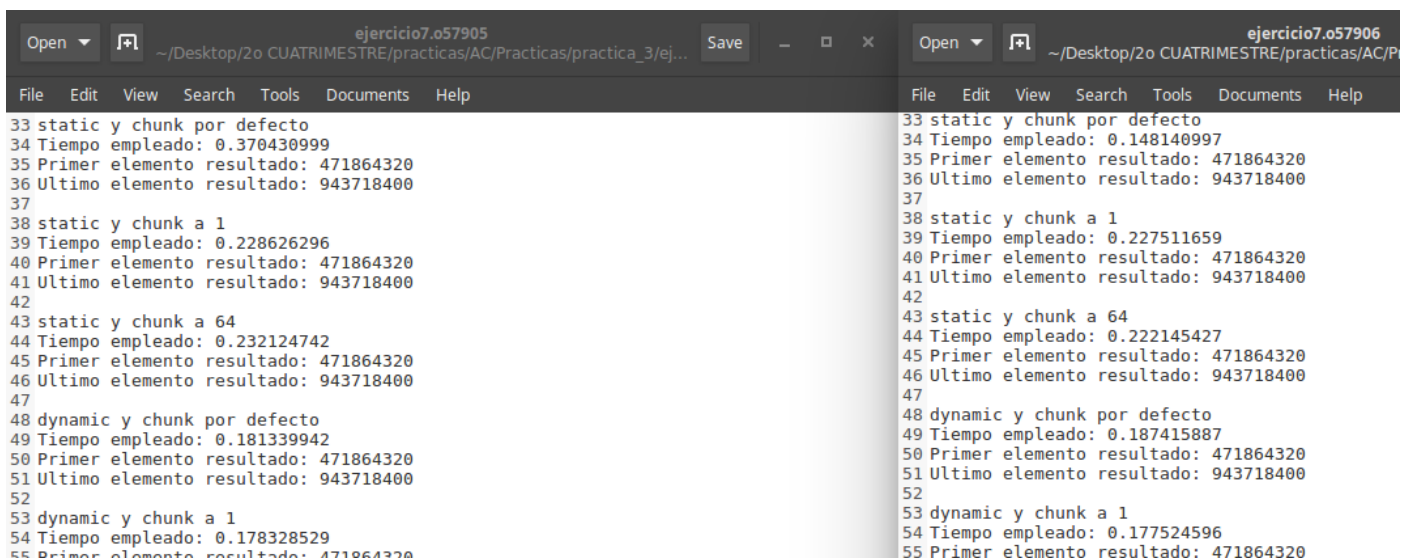 ejercicio7.o57905
Open
~/Desktop/2o CUATRIMESTRE/practicas/AC/Practicas/practica_3/ej...
Save
File Edit View Search Tools Documents Help
33 static y chunk por defecto
34 Tiempo empleado: 0.370430999
35 Primer elemento resultado: 471864320
36 Ultimo elemento resultado: 943718400
37
38 static y chunk a 1
39 Tiempo empleado: 0.228626296
40 Primer elemento resultado: 471864320
41 Ultimo elemento resultado: 943718400
42
43 static y chunk a 64
44 Tiempo empleado: 0.232124742
45 Primer elemento resultado: 471864320
46 Ultimo elemento resultado: 943718400
47
48 dynamic y chunk por defecto
49 Tiempo empleado: 0.181339942
50 Primer elemento resultado: 471864320
51 Ultimo elemento resultado: 943718400
52
53 dynamic y chunk a 1
54 Tiempo empleado: 0.178328529
55 Primer elemento resultado: 471864320
ejercicio7.o57906
Open
~/Desktop/2o CUATRIMESTRE/practicas/AC/P
File Edit View Search Tools Documents Help
33 static y chunk por defecto
34 Tiempo empleado: 0.148140997
35 Primer elemento resultado: 471864320
36 Ultimo elemento resultado: 943718400
37
38 static y chunk a 1
39 Tiempo empleado: 0.227511659
40 Primer elemento resultado: 471864320
41 Ultimo elemento resultado: 943718400
42
43 static y chunk a 64
44 Tiempo empleado: 0.222145427
45 Primer elemento resultado: 471864320
46 Ultimo elemento resultado: 943718400
47
48 dynamic y chunk por defecto
49 Tiempo empleado: 0.187415887
50 Primer elemento resultado: 471864320
51 Ultimo elemento resultado: 943718400
52
53 dynamic y chunk a 1
54 Tiempo empleado: 0.177524596
55 Primer elemento resultado: 471864320